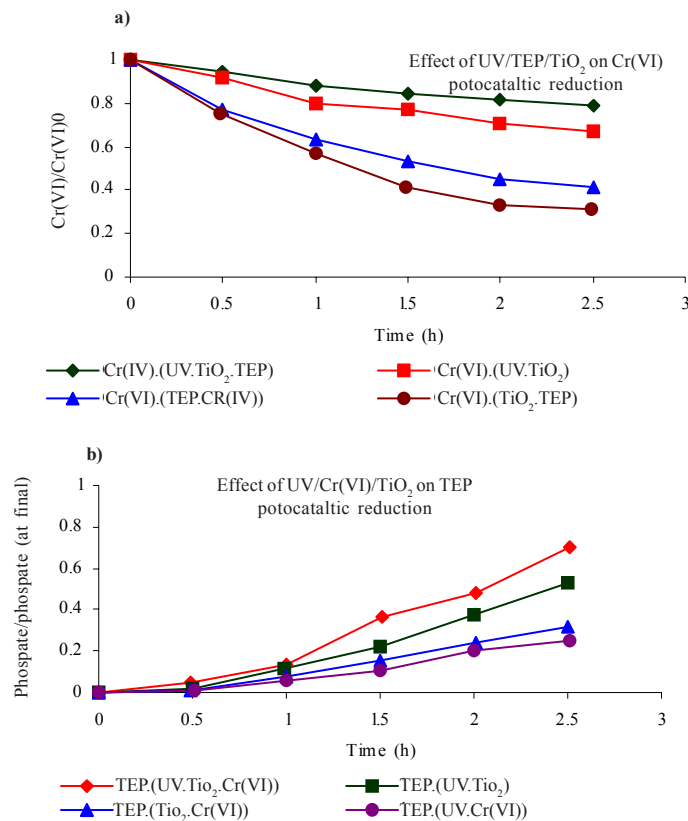 a)
Effect of UV/TEP/TiO₂ on Cr(VI)
potocataltic reduction
Cr(VI)/Cr(VI)0
1
0.8
0.6
0.4
0.2
0
0 0.5 1 1.5 2 2.5 3
Time (h)
Cr(IV).(UV.TiO₂.TEP) Cr(VI).(UV.TiO₂)
Cr(VI).(TEP.CR(IV)) Cr(VI).(TiO₂.TEP)
b)
Effect of UV/Cr(VI)/TiO₂ on TEP
potocataltic reduction
Phospate/phospate (at final)
1
0.8
0.6
0.4
0.2
0
0 0.5 1 1.5 2 2.5 3
Time (h)
TEP.(UV.Tio₂.Cr(VI)) TEP.(UV.Tio₂)
TEP.(Tio₂.Cr(VI)) TEP.(UV.Cr(VI))